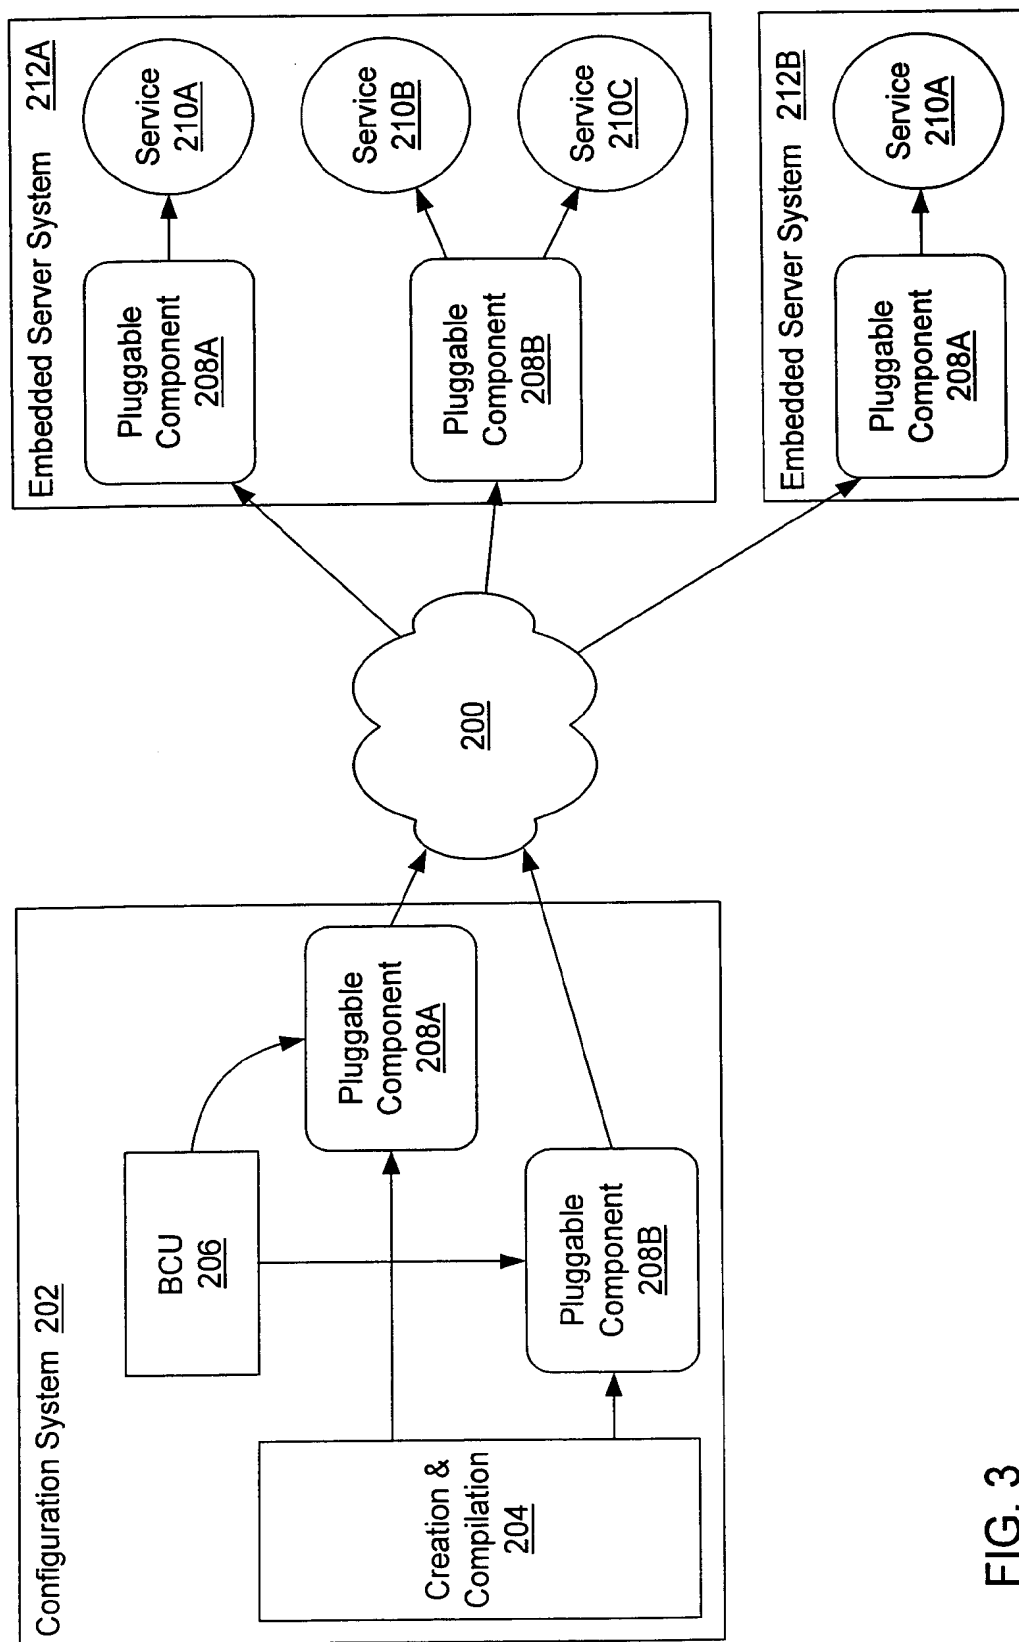 Configuration System 202
BCU
206
Creation &
Compilation
204
Pluggable
Component
208A
Pluggable
Component
208B
200
Embedded Server System 212A
Pluggable
Component
208A
Service
210A
Pluggable
Component
208B
Service
210B
Service
210C
Embedded Server System 212B
Pluggable
Component
208A
Service
210A
FIG. 3